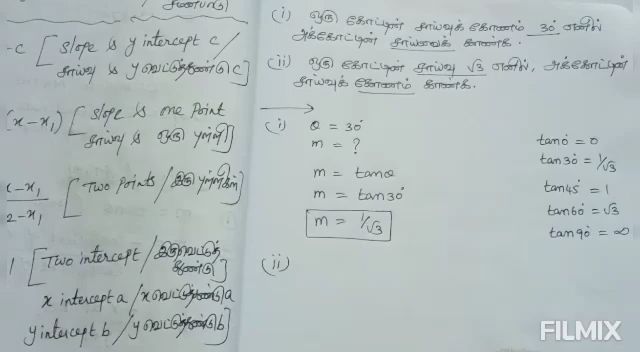 -c [ slope & y intercept c /
சாய்வு & y வெட்டுத்துண்டு c ]
(x-x₁) [ slope & one point
சாய்வு & ஒரு புள்ளி ]
x-x₁ / 2-x₁ [ Two points / இரு புள்ளிகள் ]
1 [ Two intercept / இருவெட்டுத் துண்டு ]
x intercept a / x வெட்டுத்துண்டு a
y intercept b / y வெட்டுத்துண்டு b ]
(i) ஒரு கோட்டின் சாய்வுக் கோணம் 30° எனில்
அக்கோட்டின் சாய்வைக் காண்க.
(ii) ஒரு கோட்டின் சாய்வு √3 எனில், அக்கோட்டின்
சாய்வுக் கோணம் காண்க.
(i) θ = 30°
m = ?
m = tanθ
m = tan30°
m = 1/√3
(ii)
tan0° = 0
tan30° = 1/√3
tan45° = 1
tan60° = √3
tan90° = ∞
FILMIX